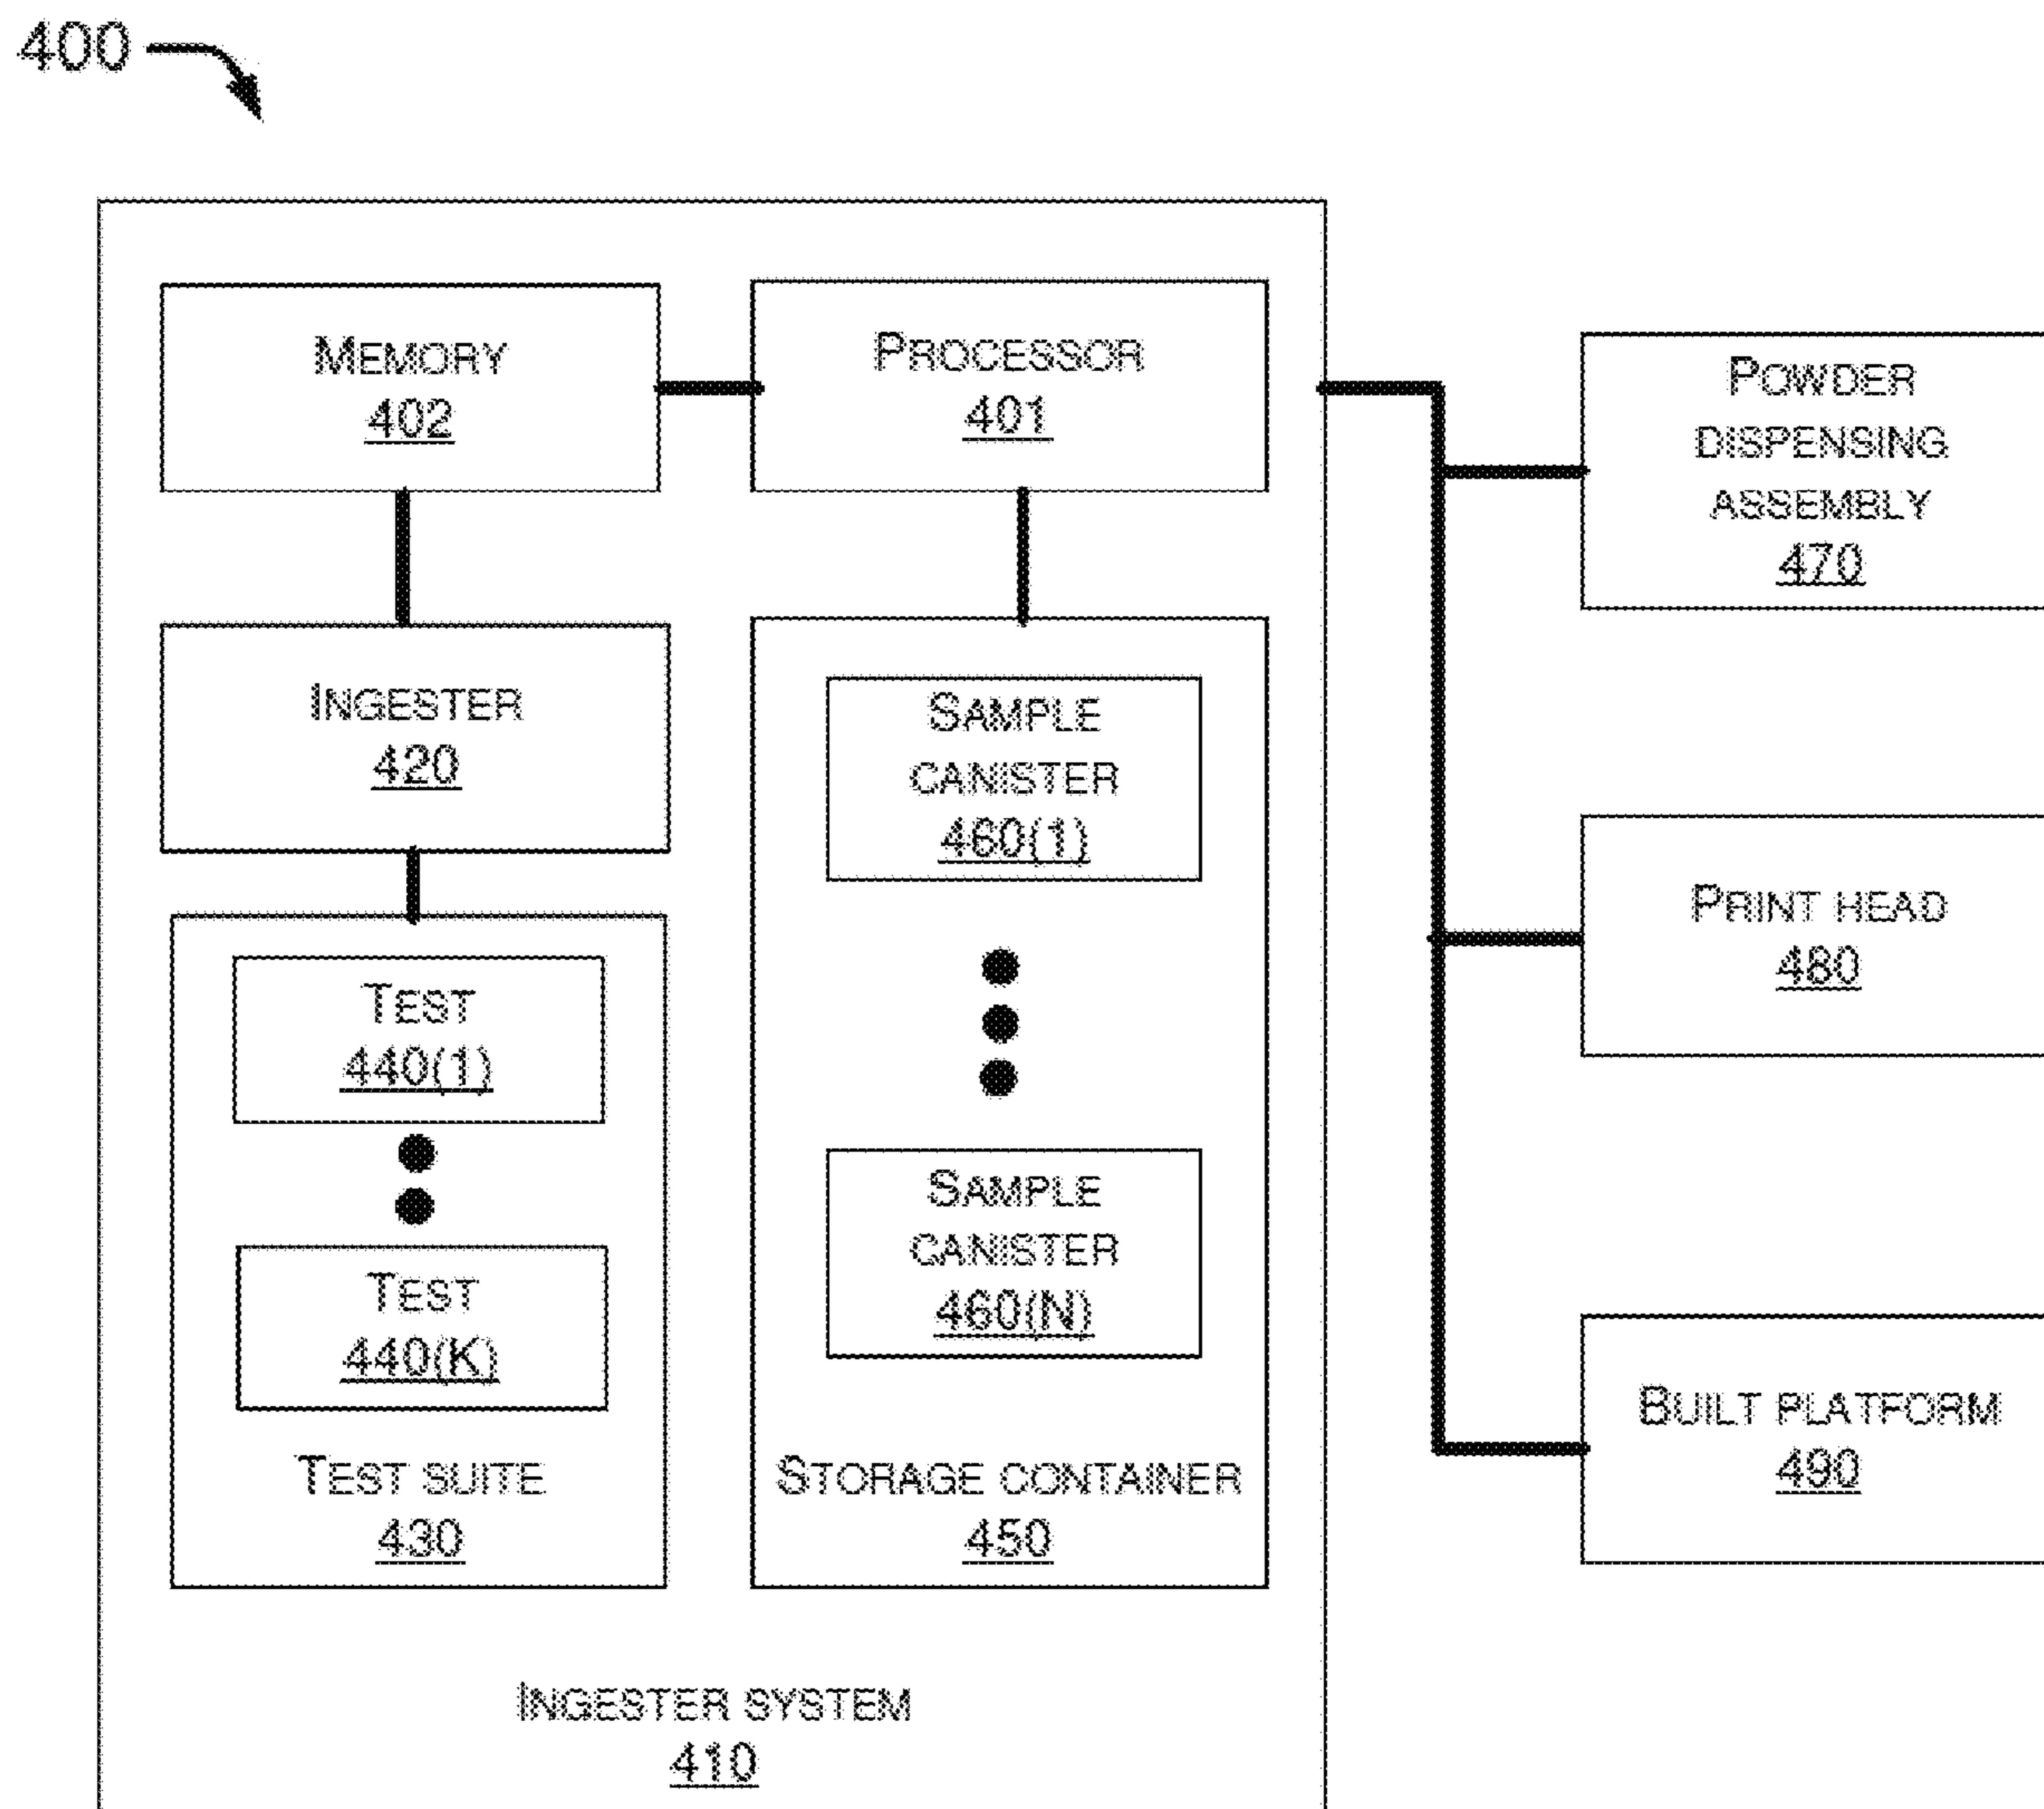 400
MEMORY
402
PROCESSOR
401
POWDER
DISPENSING
ASSEMBLY
470
INGESTER
420
SAMPLE
CANISTER
460(1)
PRINT HEAD
480
TEST
440(1)
SAMPLE
CANISTER
460(N)
TEST
440(K)
BUILT PLATFORM
490
TEST SUITE
430
STORAGE CONTAINER
450
INGESTER SYSTEM
410